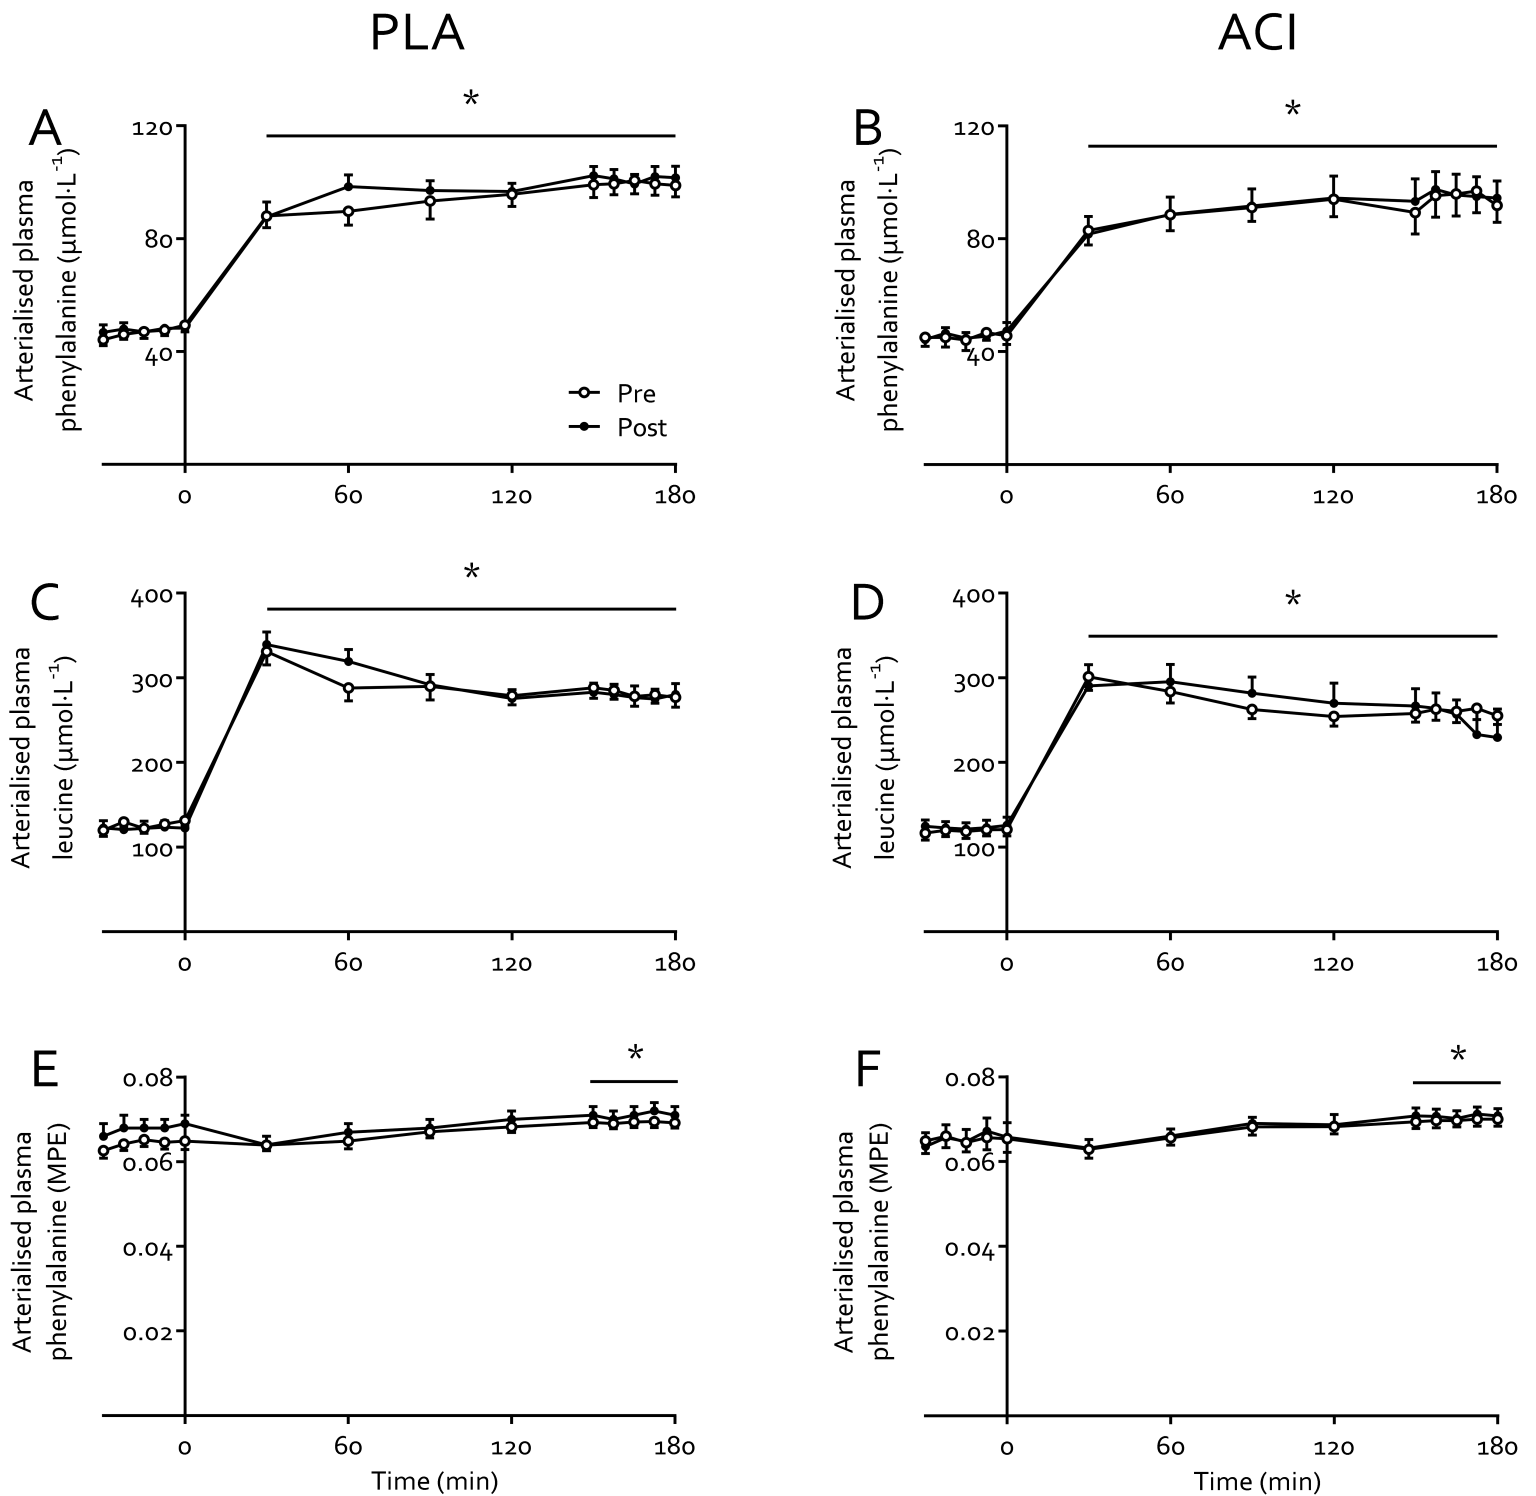 PLA
ACI
*
*
A
Arterialised plasma
phenylalanine (µmol·L⁻¹)
120
80
40
Pre
Post
0
60
120
180
B
Arterialised plasma
phenylalanine (µmol·L⁻¹)
120
80
40
0
60
120
180
*
*
C
Arterialised plasma
leucine (µmol·L⁻¹)
400
300
200
100
0
60
120
180
D
Arterialised plasma
leucine (µmol·L⁻¹)
400
300
200
100
0
60
120
180
*
*
E
Arterialised plasma
phenylalanine (MPE)
0.08
0.06
0.04
0.02
0
60
120
180
Time (min)
F
Arterialised plasma
phenylalanine (MPE)
0.08
0.06
0.04
0.02
0
60
120
180
Time (min)